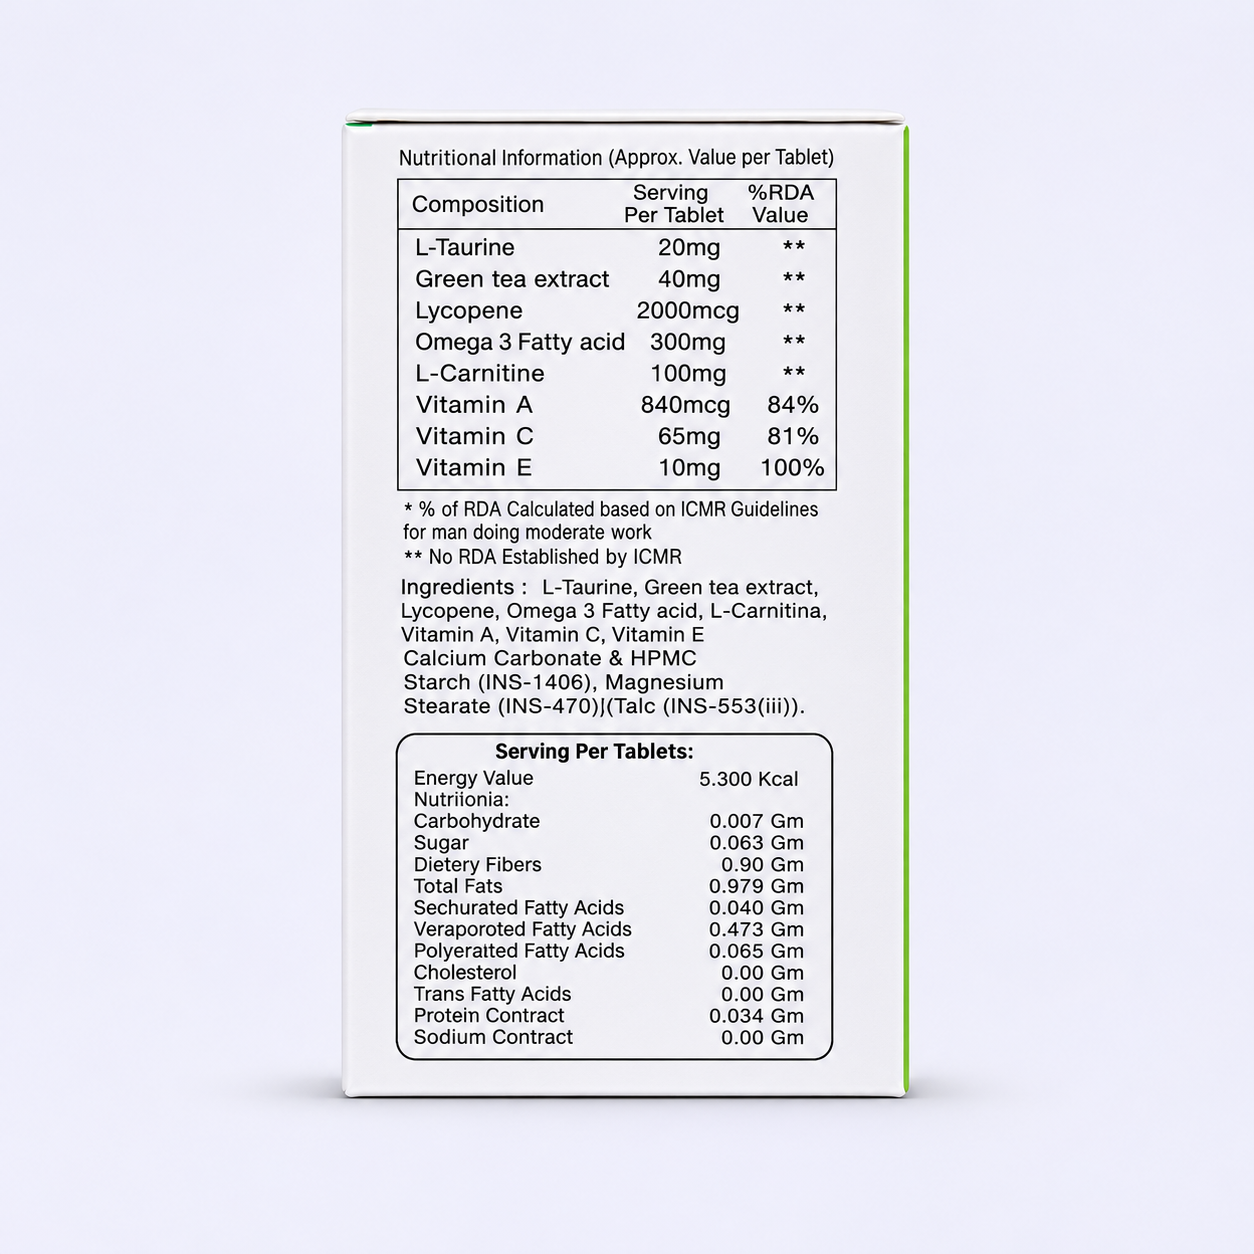 Nutritional Information (Approx. Value per Tablet)
Composition Serving Per Tablet %RDA Value
L-Taurine 20mg **
Green tea extract 40mg **
Lycopene 2000mcg **
Omega 3 Fatty acid 300mg **
L-Carnitine 100mg **
Vitamin A 840mcg 84%
Vitamin C 65mg 81%
Vitamin E 10mg 100%
* % of RDA Calculated based on ICMR Guidelines
for man doing moderate work
** No RDA Established by ICMR
Ingredients : L-Taurine, Green tea extract,
Lycopene, Omega 3 Fatty acid, L-Carnitina,
Vitamin A, Vitamin C, Vitamin E
Calcium Carbonate & HPMC
Starch (INS-1406), Magnesium
Stearate (INS-470)|(Talc (INS-553(iii)).
Serving Per Tablets:
Energy Value 5.300 Kcal
Nutriionia:
Carbohydrate 0.007 Gm
Sugar 0.063 Gm
Dietery Fibers 0.90 Gm
Total Fats 0.979 Gm
Sechurated Fatty Acids 0.040 Gm
Veraporoted Fatty Acids 0.473 Gm
Polyeraitted Fatty Acids 0.065 Gm
Cholesterol 0.00 Gm
Trans Fatty Acids 0.00 Gm
Protein Contract 0.034 Gm
Sodium Contract 0.00 Gm